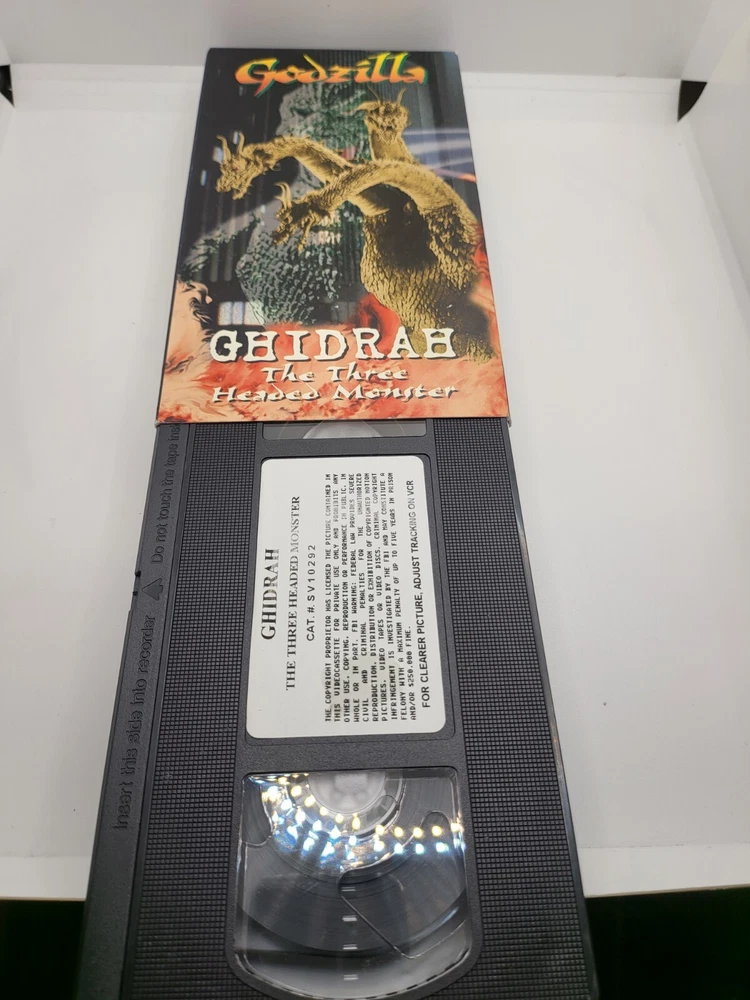 Godzilla
GHIDRAH
The Three
Headed Monster
Do not touch the tape
Insert this side into recorder
GHIDRAH
THE THREE HEADED MONSTER
CAT.# SV10292
THE COPYRIGHT PROPRIETOR HAS LICENSED THE PICTURE CONTAINED IN
THIS VIDEOCASSETTE FOR PRIVATE USE ONLY AND PROHIBITS ANY
OTHER USE. COPYING, REPRODUCTION OR PERFORMANCE IN PUBLIC, IN
WHOLE OR IN PART. FBI WARNING: FEDERAL LAW PROVIDES SEVERE
CIVIL AND CRIMINAL PENALTIES FOR THE UNAUTHORIZED
REPRODUCTION, DISTRIBUTION OR EXHIBITION OF COPYRIGHTED MOTION
PICTURES, VIDEO TAPES OR VIDEO DISCS. CRIMINAL COPYRIGHT
INFRINGEMENT IS INVESTIGATED BY THE FBI AND MAY CONSTITUTE A
FELONY WITH A MAXIMUM PENALTY OF UP TO FIVE YEARS IN PRISON
AND/OR $250.000 FINE.
FOR CLEARER PICTURE, ADJUST TRACKING ON VCR